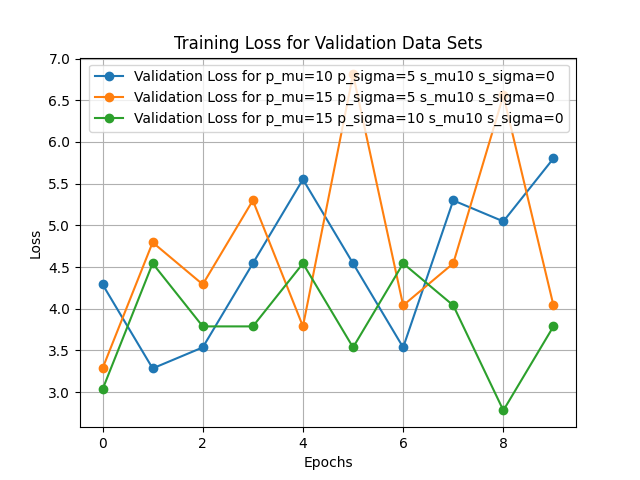 Training Loss for Validation Data Sets
Validation Loss for p_mu=10 p_sigma=5 s_mu10 s_sigma=0
Validation Loss for p_mu=15 p_sigma=5 s_mu10 s_sigma=0
Validation Loss for p_mu=15 p_sigma=10 s_mu10 s_sigma=0
7.0
6.5
6.0
5.5
5.0
4.5
4.0
3.5
3.0
Loss
0 2 4 6 8
Epochs